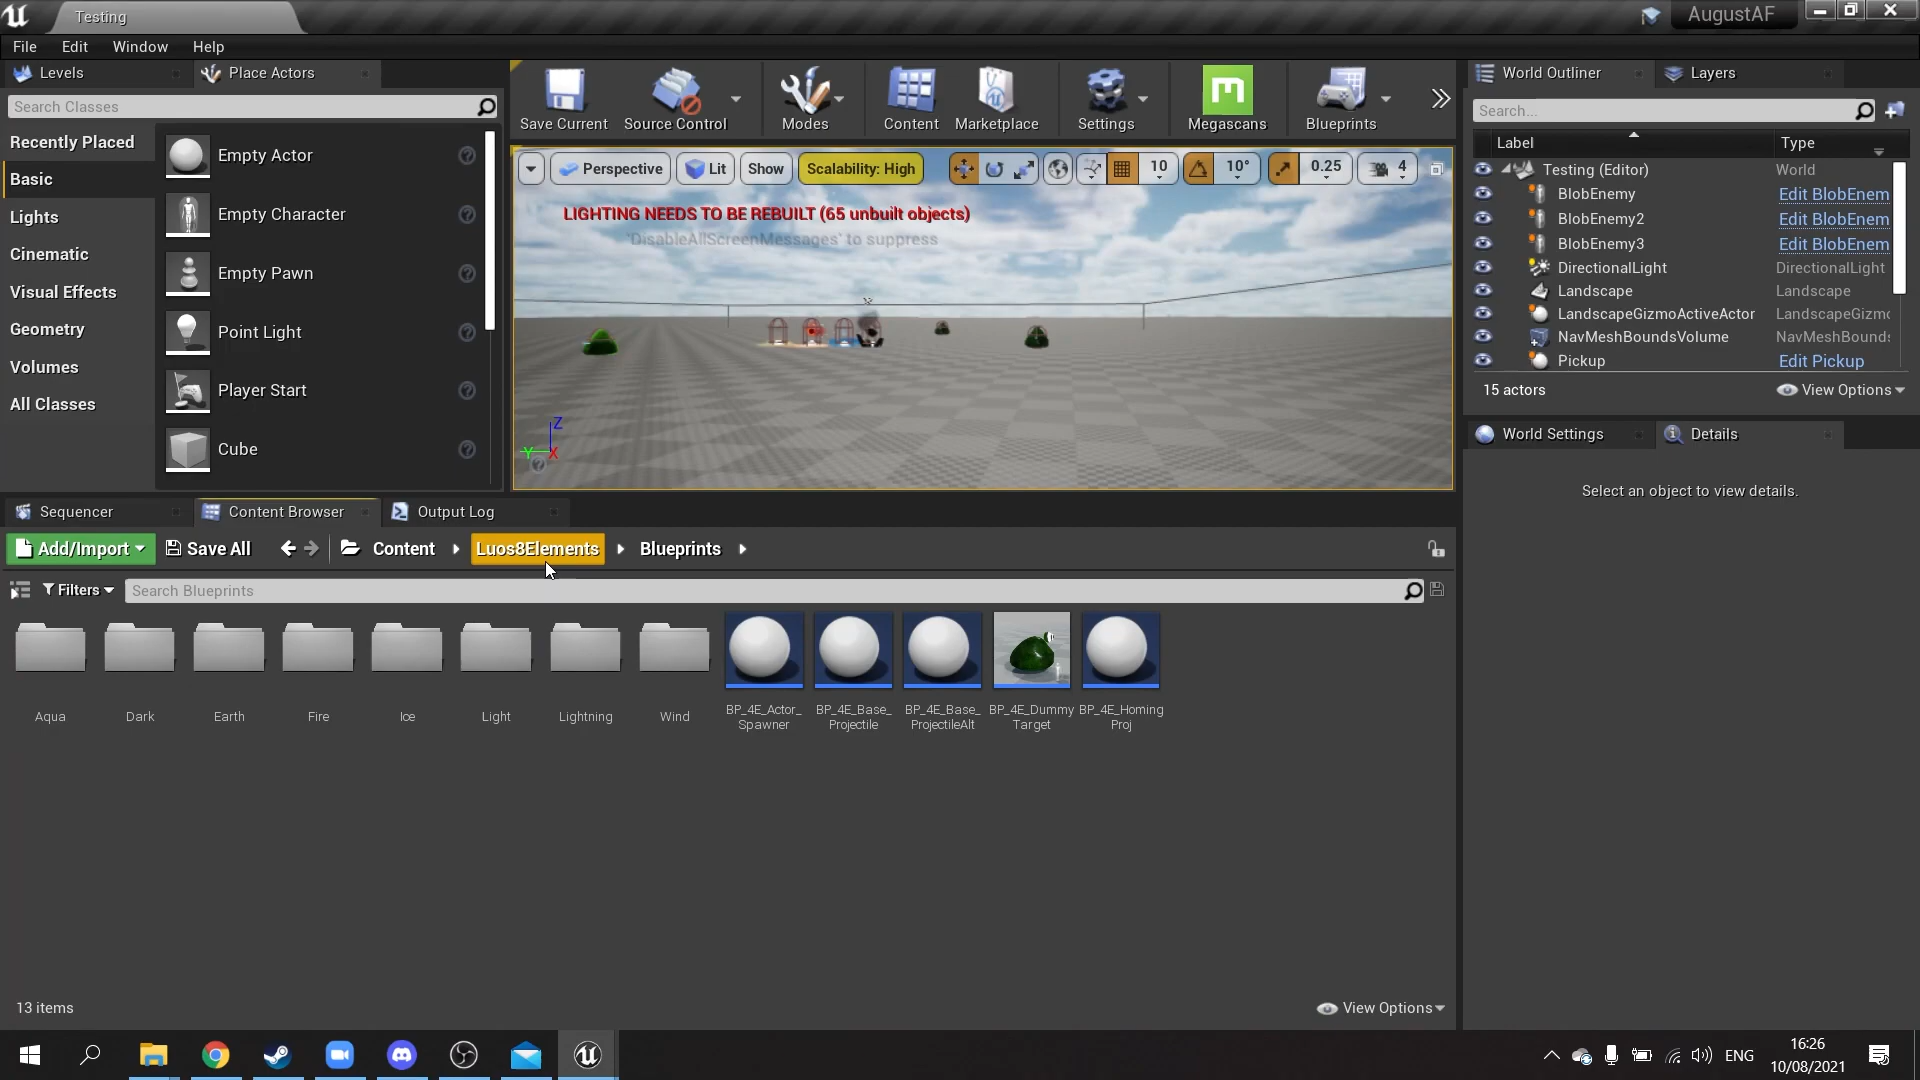 Testing
AugustAF
File Edit Window Help
Levels
Place Actors
Search Classes
Recently Placed
Basic
Lights
Cinematic
Visual Effects
Geometry
Volumes
All Classes
Empty Actor
Empty Character
Empty Pawn
Point Light
Player Start
Cube
Save Current
Source Control
Modes
Content
Marketplace
Settings
Megascans
Blueprints
Perspective
Lit
Show
Scalability: High
10
10°
0.25
4
LIGHTING NEEDS TO BE REBUILT (65 unbuilt objects)
'DisableAllScreenMessages' to suppress
Z
Y
X
World Outliner
Layers
Search...
Label Type
Testing (Editor) World
BlobEnemy Edit BlobEnem
BlobEnemy2 Edit BlobEnem
BlobEnemy3 Edit BlobEnem
DirectionalLight DirectionalLight
Landscape Landscape
LandscapeGizmoActiveActor LandscapeGizmo
NavMeshBoundsVolume NavMeshBounds
Pickup Edit Pickup
15 actors
View Options
World Settings
Details
Select an object to view details.
Sequencer
Content Browser
Output Log
Add/Import
Save All
Content
Luos8Elements
Blueprints
Filters
Search Blueprints
Aqua
Dark
Earth
Fire
Ice
Light
Lightning
Wind
BP_4E_Actor_
Spawner
BP_4E_Base_
Projectile
BP_4E_Base_
ProjectileAlt
BP_4E_Dummy
Target
BP_4E_Homing
Proj
13 items
View Options
ENG
16:26
10/08/2021